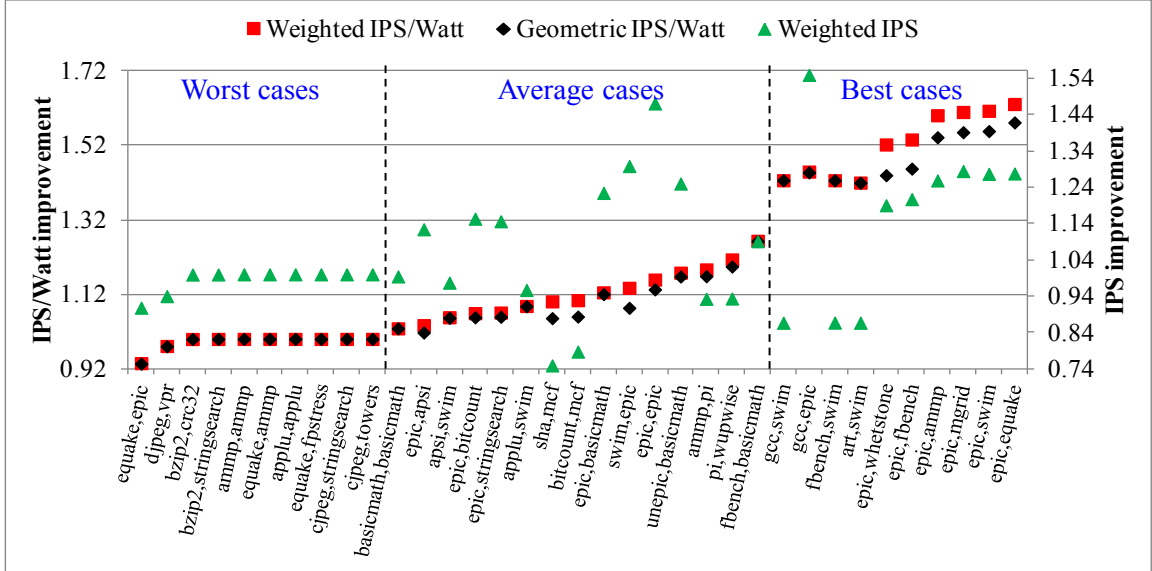 Weighted IPS/Watt Geometric IPS/Watt Weighted IPS
Worst cases Average cases Best cases
IPS/Watt improvement
1.72
1.52
1.32
1.12
0.92
1.54
1.44
1.34
1.24
1.14
1.04
0.94
0.84
0.74
IPS improvement
equake,epic
djpeg,vpr
bzip2,crc32
bzip2,stringsearch
ammp,ammp
equake,ammp
applu,applu
equake,fpstress
cjpeg,stringsearch
cjpeg,towers
basicmath,basicmath
epic,apsi
apsi,swim
epic,bitcount
epic,stringsearch
applu,swim
sha,mcf
bitcount,mcf
epic,basicmath
swim,epic
epic,epic
unepic,basicmath
ammp,pi
pi,wupwise
fbench,basicmath
gcc,swim
gcc,epic
fbench,swim
art,swim
epic,whetstone
epic,fbench
epic,ammp
epic,mgrid
epic,swim
epic,equake